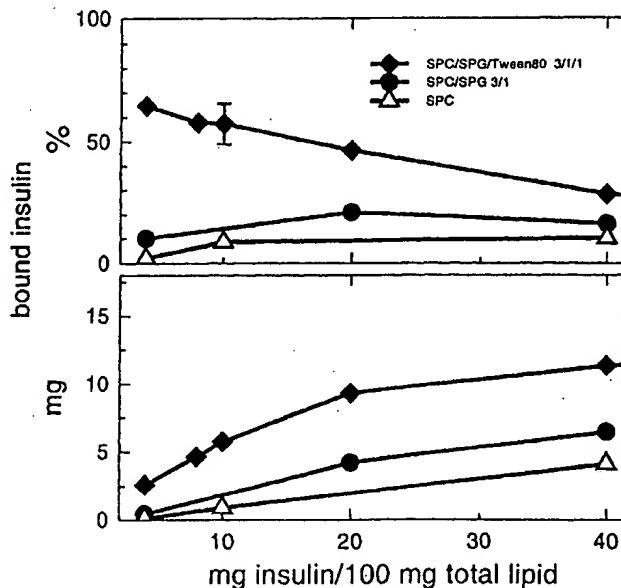 100
50
0
bound insulin
%
SPC/SPG/Tween80 3/1/1
SPC/SPG 3/1
SPC
15
10
5
0
mg
10
20
30
40
mg insulin/100 mg total lipid